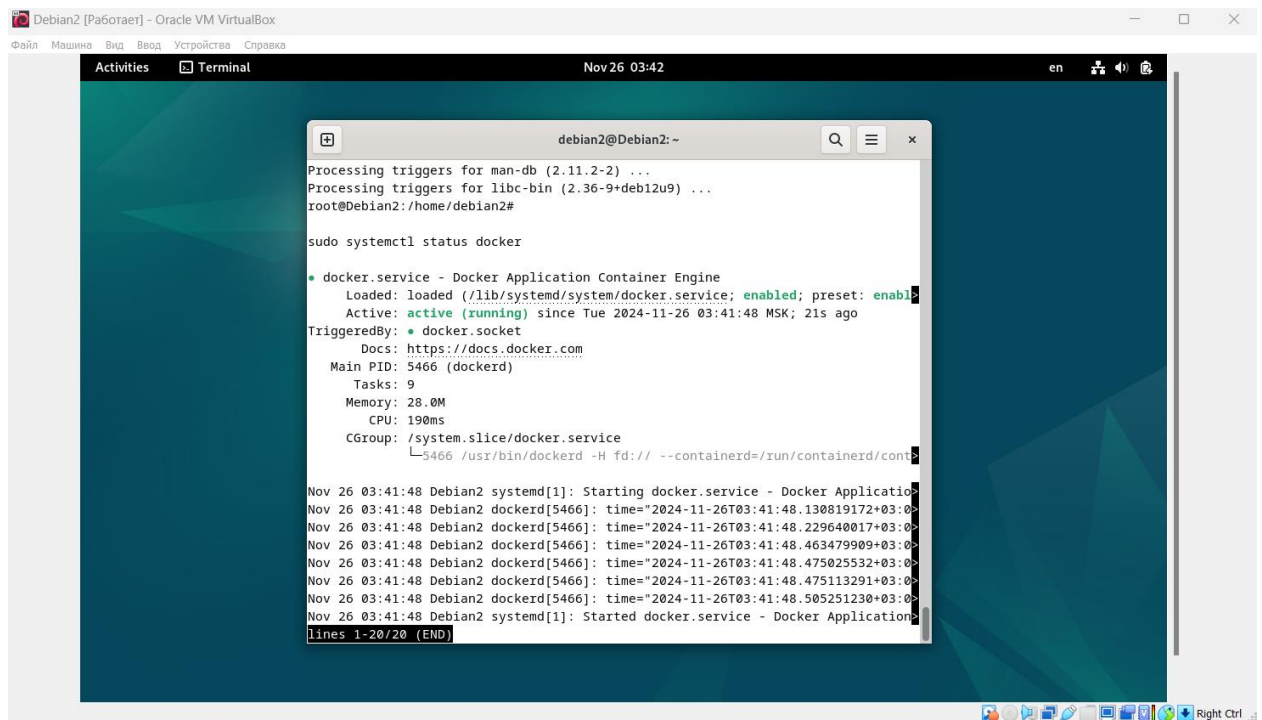 Debian2 [Работает] - Oracle VM VirtualBox
Файл Машина Вид Ввод Устройства Справка
Activities Terminal Nov 26 03:42 en
debian2@Debian2: ~
Processing triggers for man-db (2.11.2-2) ...
Processing triggers for libc-bin (2.36-9+deb12u9) ...
root@Debian2:/home/debian2#
sudo systemctl status docker
● docker.service - Docker Application Container Engine
Loaded: loaded (/lib/systemd/system/docker.service; enabled; preset: enabl>
Active: active (running) since Tue 2024-11-26 03:41:48 MSK; 21s ago
TriggeredBy: ● docker.socket
Docs: https://docs.docker.com
Main PID: 5466 (dockerd)
Tasks: 9
Memory: 28.0M
CPU: 190ms
CGroup: /system.slice/docker.service
└─5466 /usr/bin/dockerd -H fd:// --containerd=/run/containerd/cont>
Nov 26 03:41:48 Debian2 systemd[1]: Starting docker.service - Docker Applicatio>
Nov 26 03:41:48 Debian2 dockerd[5466]: time="2024-11-26T03:41:48.130819172+03:0>
Nov 26 03:41:48 Debian2 dockerd[5466]: time="2024-11-26T03:41:48.229640017+03:0>
Nov 26 03:41:48 Debian2 dockerd[5466]: time="2024-11-26T03:41:48.463479909+03:0>
Nov 26 03:41:48 Debian2 dockerd[5466]: time="2024-11-26T03:41:48.475025532+03:0>
Nov 26 03:41:48 Debian2 dockerd[5466]: time="2024-11-26T03:41:48.475113291+03:0>
Nov 26 03:41:48 Debian2 dockerd[5466]: time="2024-11-26T03:41:48.505251230+03:0>
Nov 26 03:41:48 Debian2 systemd[1]: Started docker.service - Docker Application>
lines 1-20/20 (END)
Right Ctrl